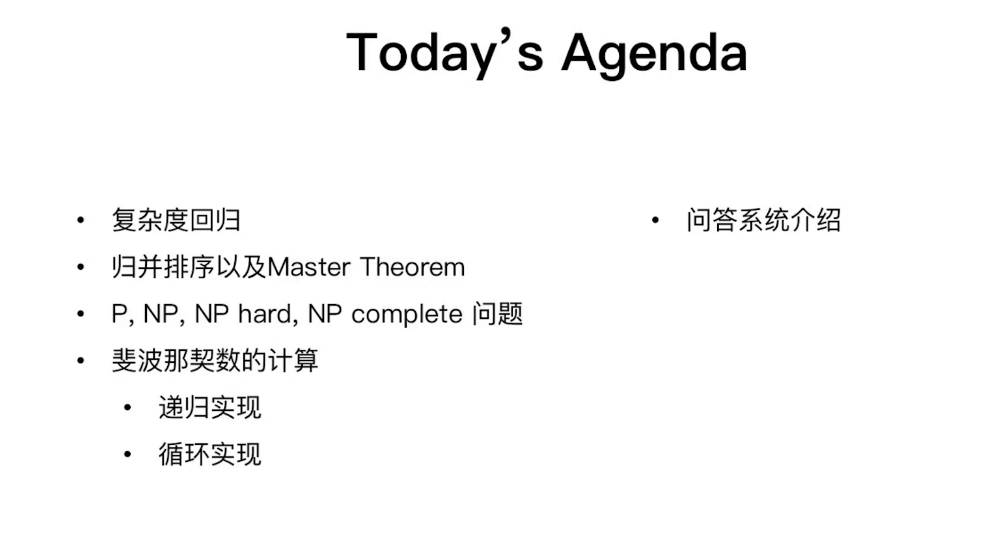 Today's Agenda
• 复杂度回归
• 归并排序以及Master Theorem
• P, NP, NP hard, NP complete 问题
• 斐波那契数的计算
• 递归实现
• 循环实现
• 问答系统介绍